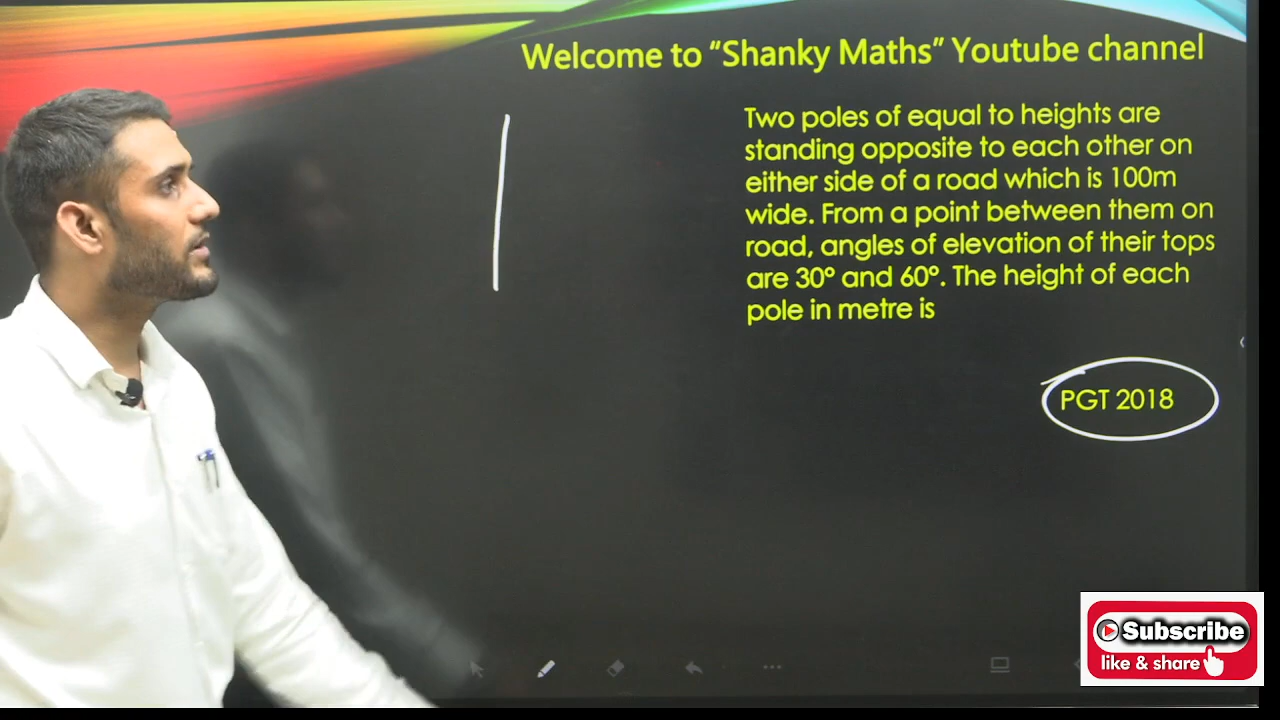 Welcome to “Shanky Maths” Youtube channel
Two poles of equal to heights are
standing opposite to each other on
either side of a road which is 100m
wide. From a point between them on
road, angles of elevation of their tops
are 30° and 60°. The height of each
pole in metre is
PGT 2018
Subscribe
like & share